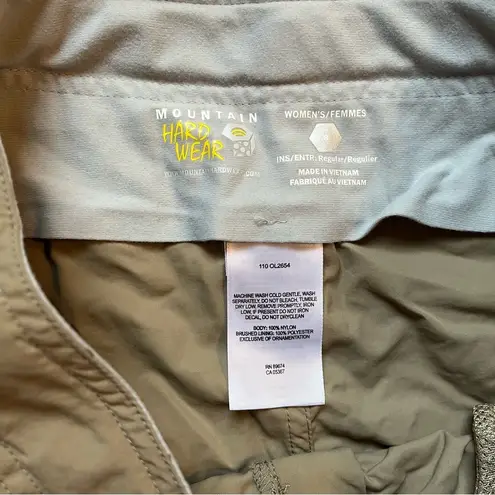 MOUNTAIN
HARD
WEAR
WWW.MOUNTAINHARDWEAR.COM
WOMEN'S/FEMMES
INS/ENTR: Regular/Regulier
MADE IN VIETNAM
FABRIQUÉ AU VIETNAM
110 OL2654
MACHINE WASH COLD GENTLE, WASH
SEPARATELY, DO NOT BLEACH, TUMBLE
DRY LOW, REMOVE PROMPTLY, IRON
LOW, IF PRESENT DO NOT IRON
DECAL, DO NOT DRYCLEAN
BODY: 100% NYLON
BRUSHED LINING: 100% POLYESTER
EXCLUSIVE OF ORNAMENTATION
RN 89674
CA 05367